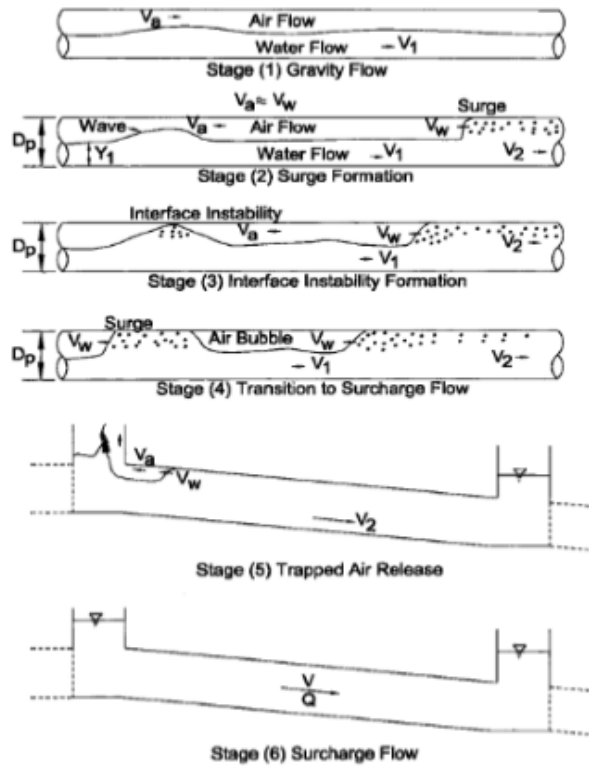 Va Air Flow
Water Flow V1
Stage (1) Gravity Flow
Va ≈ Vw
Surge
Wave Va Air Flow Vw
Dp Y1 Water Flow V1 V2
Stage (2) Surge Formation
Interface Instability
Dp Va Vw V2
V1
Stage (3) Interface Instability Formation
Surge
Dp Vw Air Bubble Vw
V1 V2
Stage (4) Transition to Surcharge Flow
Va
Vw
V2
Stage (5) Trapped Air Release
V
Q
Stage (6) Surcharge Flow